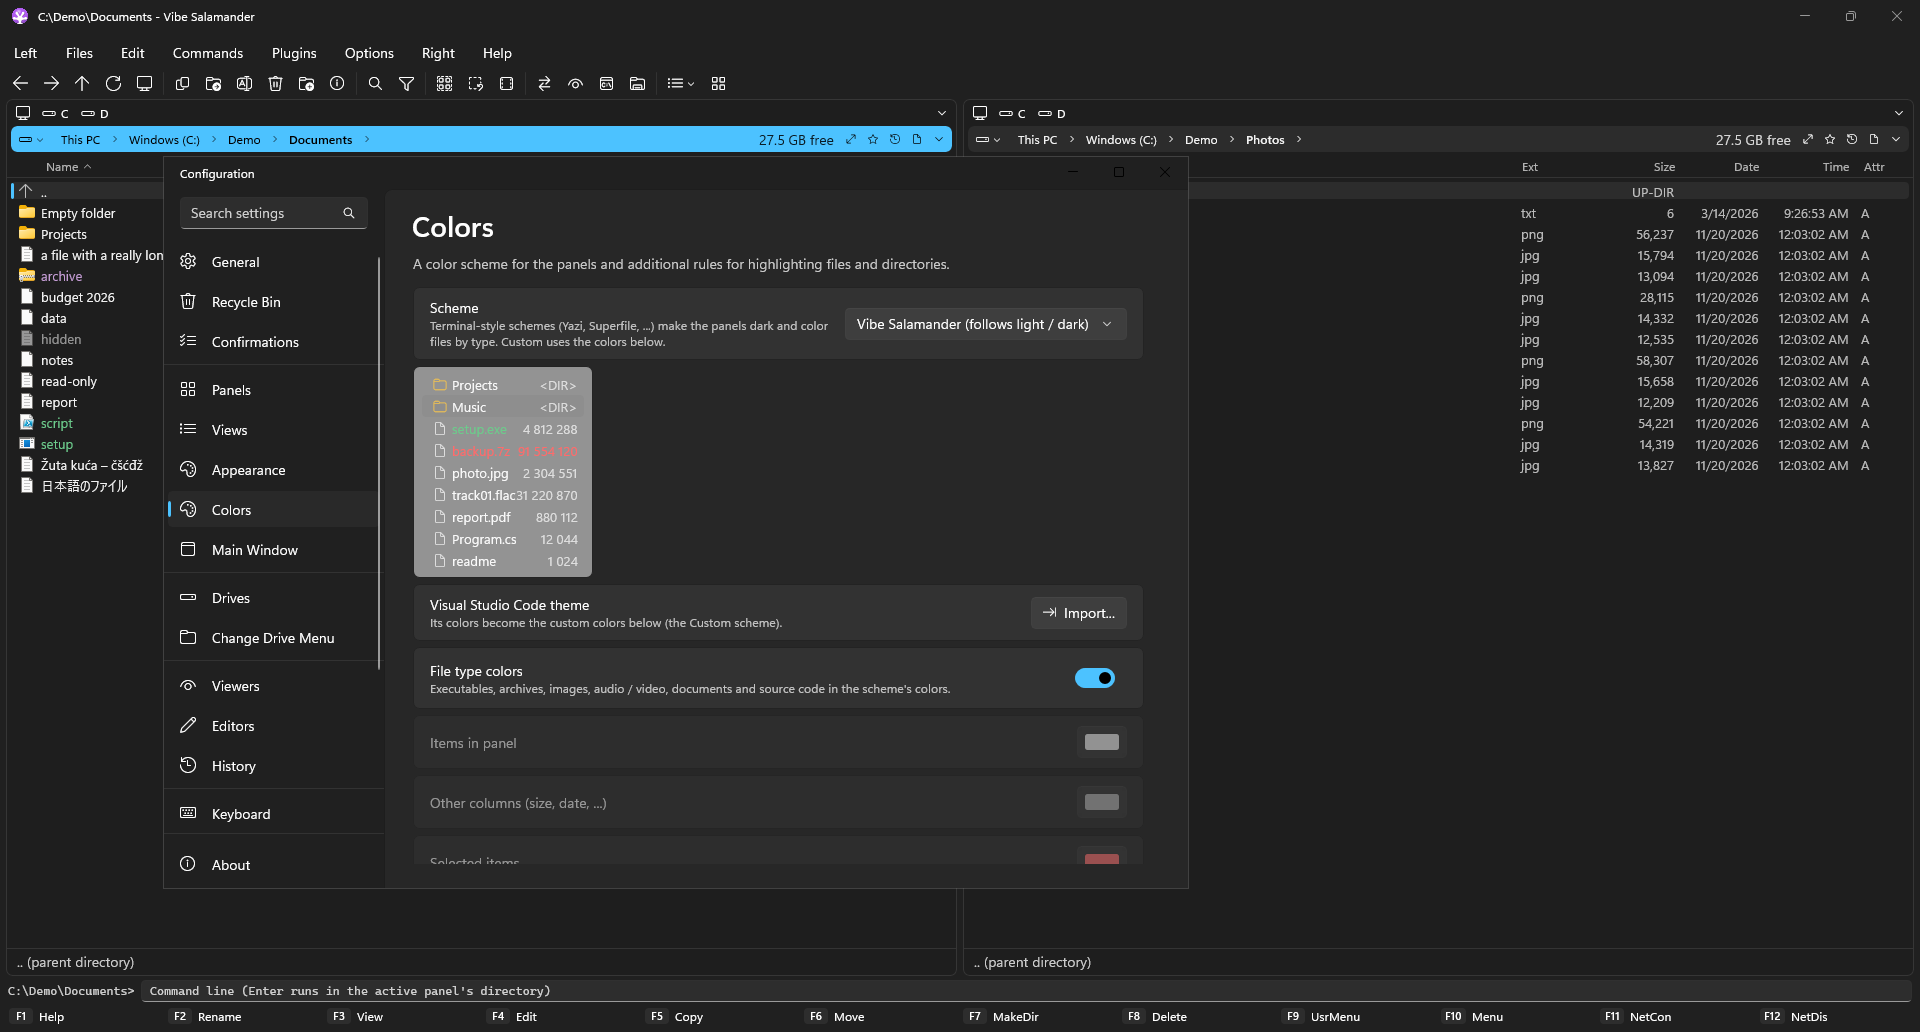 C:\Demo\Documents - Vibe Salamander
Left Files Edit Commands Plugins Options Right Help
C D
This PC Windows (C:) Demo Documents 27.5 GB free
Name
..
Empty folder
Projects
a file with a really lon
archive
budget 2026
data
hidden
notes
read-only
report
script
setup
Žuta kuća – čšćđž
日本語のファイル
.. (parent directory)
C D
This PC Windows (C:) Demo Photos 27.5 GB free
Ext Size Date Time Attr
UP-DIR
txt 6 3/14/2026 9:26:53 AM A
png 56,237 11/20/2026 12:03:02 AM A
jpg 15,794 11/20/2026 12:03:02 AM A
jpg 13,094 11/20/2026 12:03:02 AM A
png 28,115 11/20/2026 12:03:02 AM A
jpg 14,332 11/20/2026 12:03:02 AM A
jpg 12,535 11/20/2026 12:03:02 AM A
png 58,307 11/20/2026 12:03:02 AM A
jpg 15,658 11/20/2026 12:03:02 AM A
jpg 12,209 11/20/2026 12:03:02 AM A
png 54,221 11/20/2026 12:03:02 AM A
jpg 14,319 11/20/2026 12:03:02 AM A
jpg 13,827 11/20/2026 12:03:02 AM A
.. (parent directory)
Configuration
Search settings
General
Recycle Bin
Confirmations
Panels
Views
Appearance
Colors
Main Window
Drives
Change Drive Menu
Viewers
Editors
History
Keyboard
About
Colors
A color scheme for the panels and additional rules for highlighting files and directories.
Scheme
Terminal-style schemes (Yazi, Superfile, ...) make the panels dark and color
files by type. Custom uses the colors below.
Vibe Salamander (follows light / dark)
Projects <DIR>
Music <DIR>
setup.exe 4 812 288
photo.jpg 2 304 551
track01.flac 31 220 870
report.pdf 880 112
Program.cs 12 044
readme 1 024
Visual Studio Code theme
Its colors become the custom colors below (the Custom scheme).
Import...
File type colors
Executables, archives, images, audio / video, documents and source code in the scheme's colors.
Items in panel
Other columns (size, date, ...)
Selected items
C:\Demo\Documents> Command line (Enter runs in the active panel's directory)
F1 Help F2 Rename F3 View F4 Edit F5 Copy F6 Move F7 MakeDir F8 Delete F9 UsrMenu F10 Menu F11 NetCon F12 NetDis